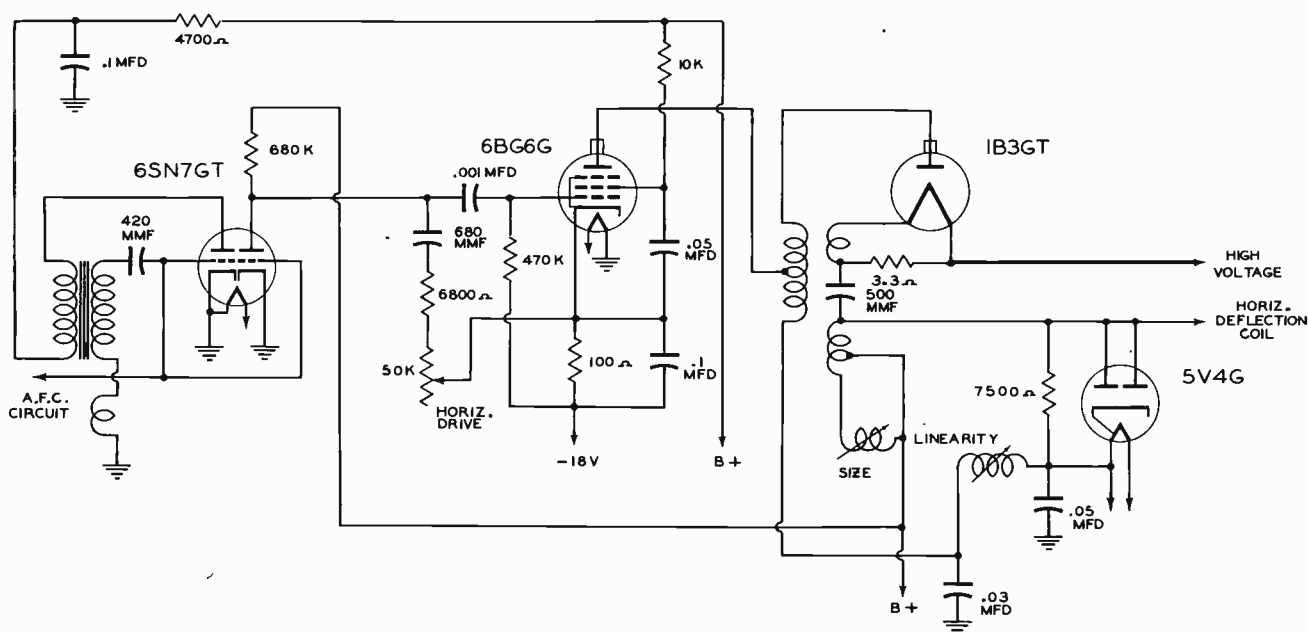 4700Ω
.1 MFD
10K
680K
6SN7GT
6BG6G
1B3GT
.001 MFD
420
MMF
680
MMF
470K
.05
MFD
6800Ω
3.3Ω
500
MMF
HIGH
VOLTAGE
HORIZ.
DEFLECTION
COIL
50K
100Ω
.1
MFD
5V4G
7500Ω
A.F.C.
CIRCUIT
HORIZ.
DRIVE
-18V
B+
LINEARITY
SIZE
.05
MFD
B+
.03
MFD